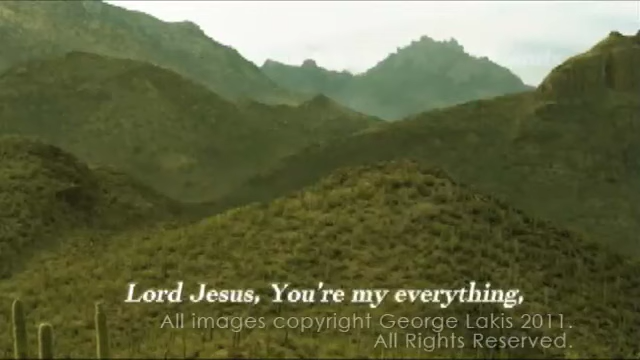 Lord Jesus, You're my everything,
All images copyright George Lakis 2011.
All Rights Reserved.